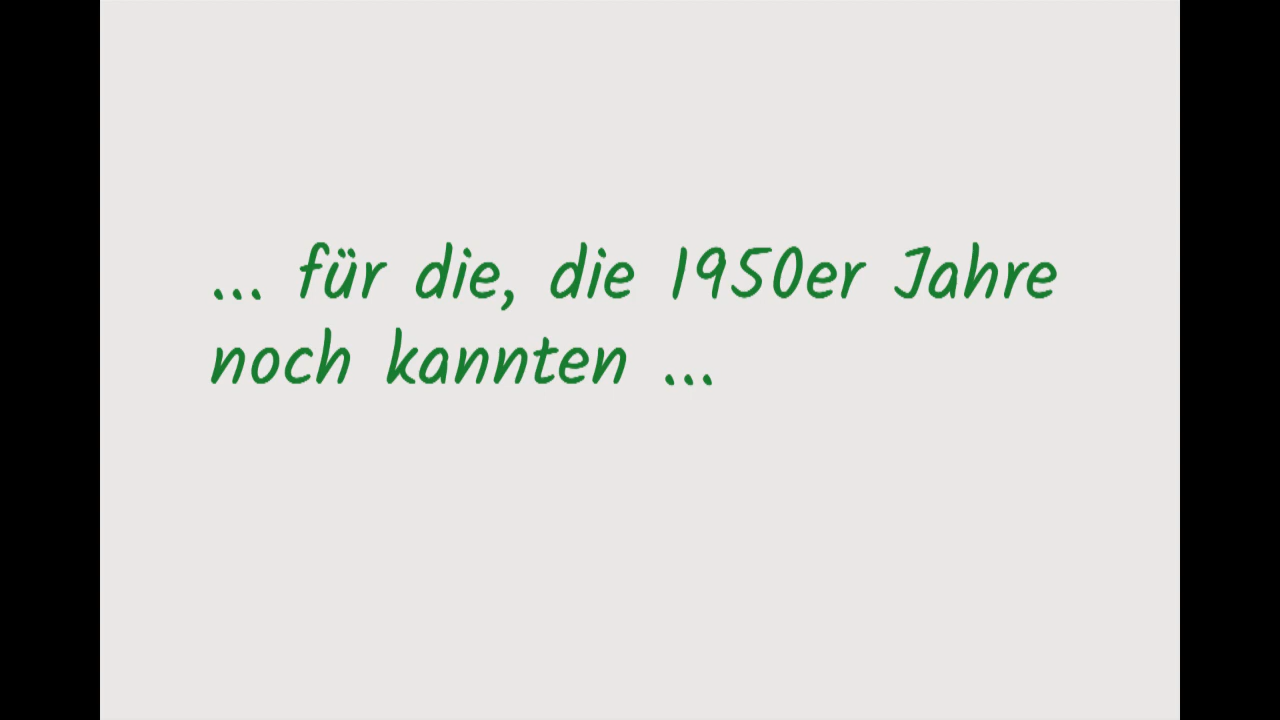 ... für die, die 1950er Jahre
noch kannten ...